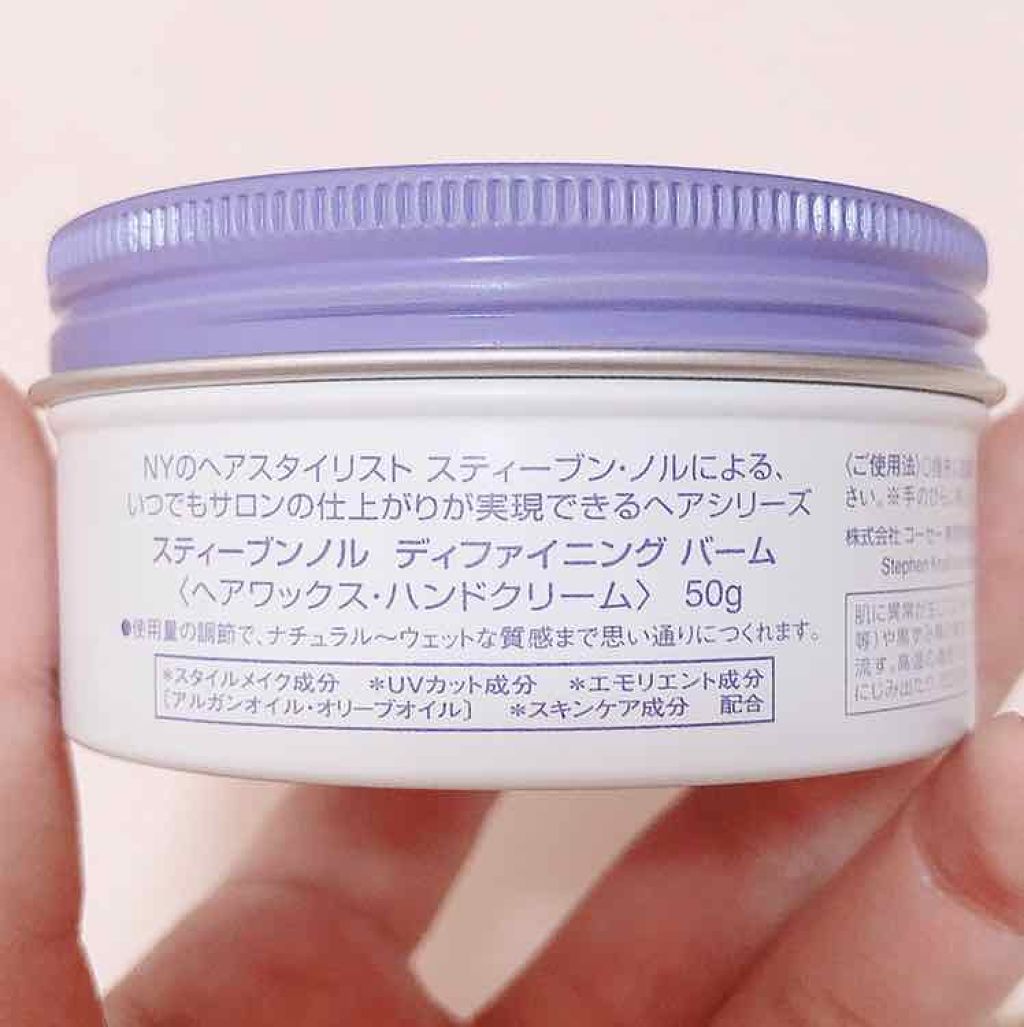 NYのヘアスタイリスト スティーブン・ノルによる、
いつでもサロンの仕上がりが実現できるヘアシリーズ
スティーブンノル ディファイニング バーム
〈ヘアワックス・ハンドクリーム〉 50g
●使用量の調節で、ナチュラル〜ウェットな質感まで思い通りにつくれます。
＊スタイルメイク成分 ＊UVカット成分 ＊エモリエント成分
〔アルガンオイル・オリーブオイル〕 ＊スキンケア成分 配合
〈ご使用法〉
さい。※手のひら
株式会社 コーセー
Stephen
肌に異常が
等)や黒ずみ
流す。高温
にじみ出